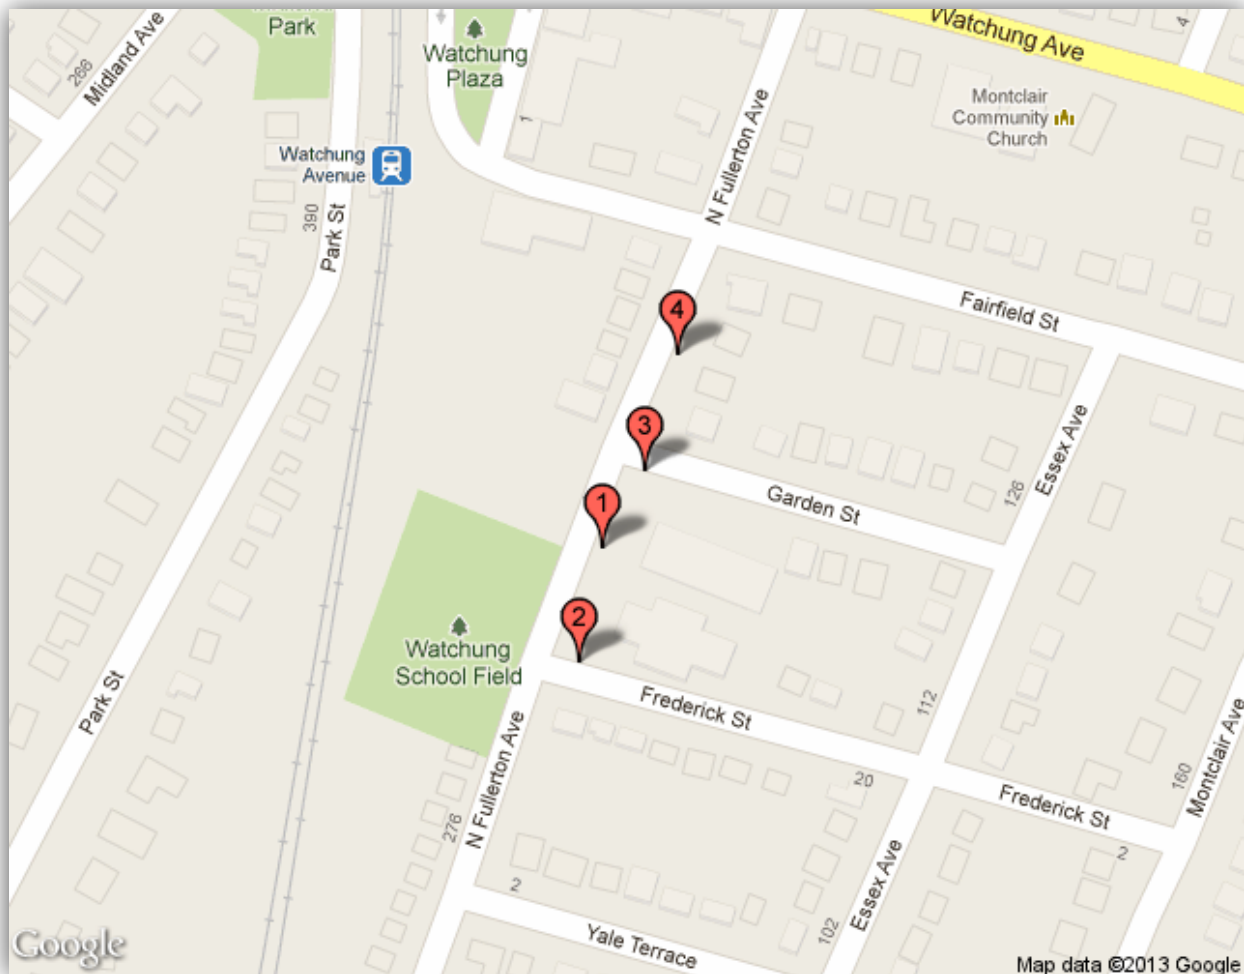 Park
Watchung
Plaza
Watchung Ave
Midland Ave
266
1
4
Montclair
Community
Church
Watchung
Avenue
N Fullerton Ave
390
Park St
Fairfield St
4
3
Essex Ave
126
Garden St
1
2
Watchung
School Field
Park St
Frederick St
112
N Fullerton Ave
276
20
Frederick St
160
Montclair Ave
2
2
Essex Ave
102
Yale Terrace
Google
Map data ©2013 Google